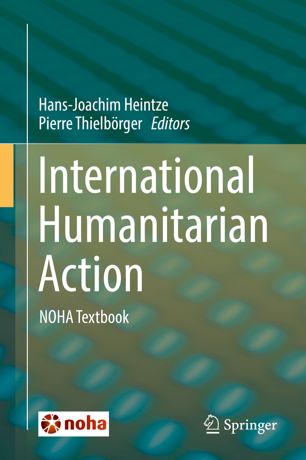 Hans-Joachim Heintze
Pierre Thielbörger Editors
International
Humanitarian
Action
NOHA Textbook
noha
Springer